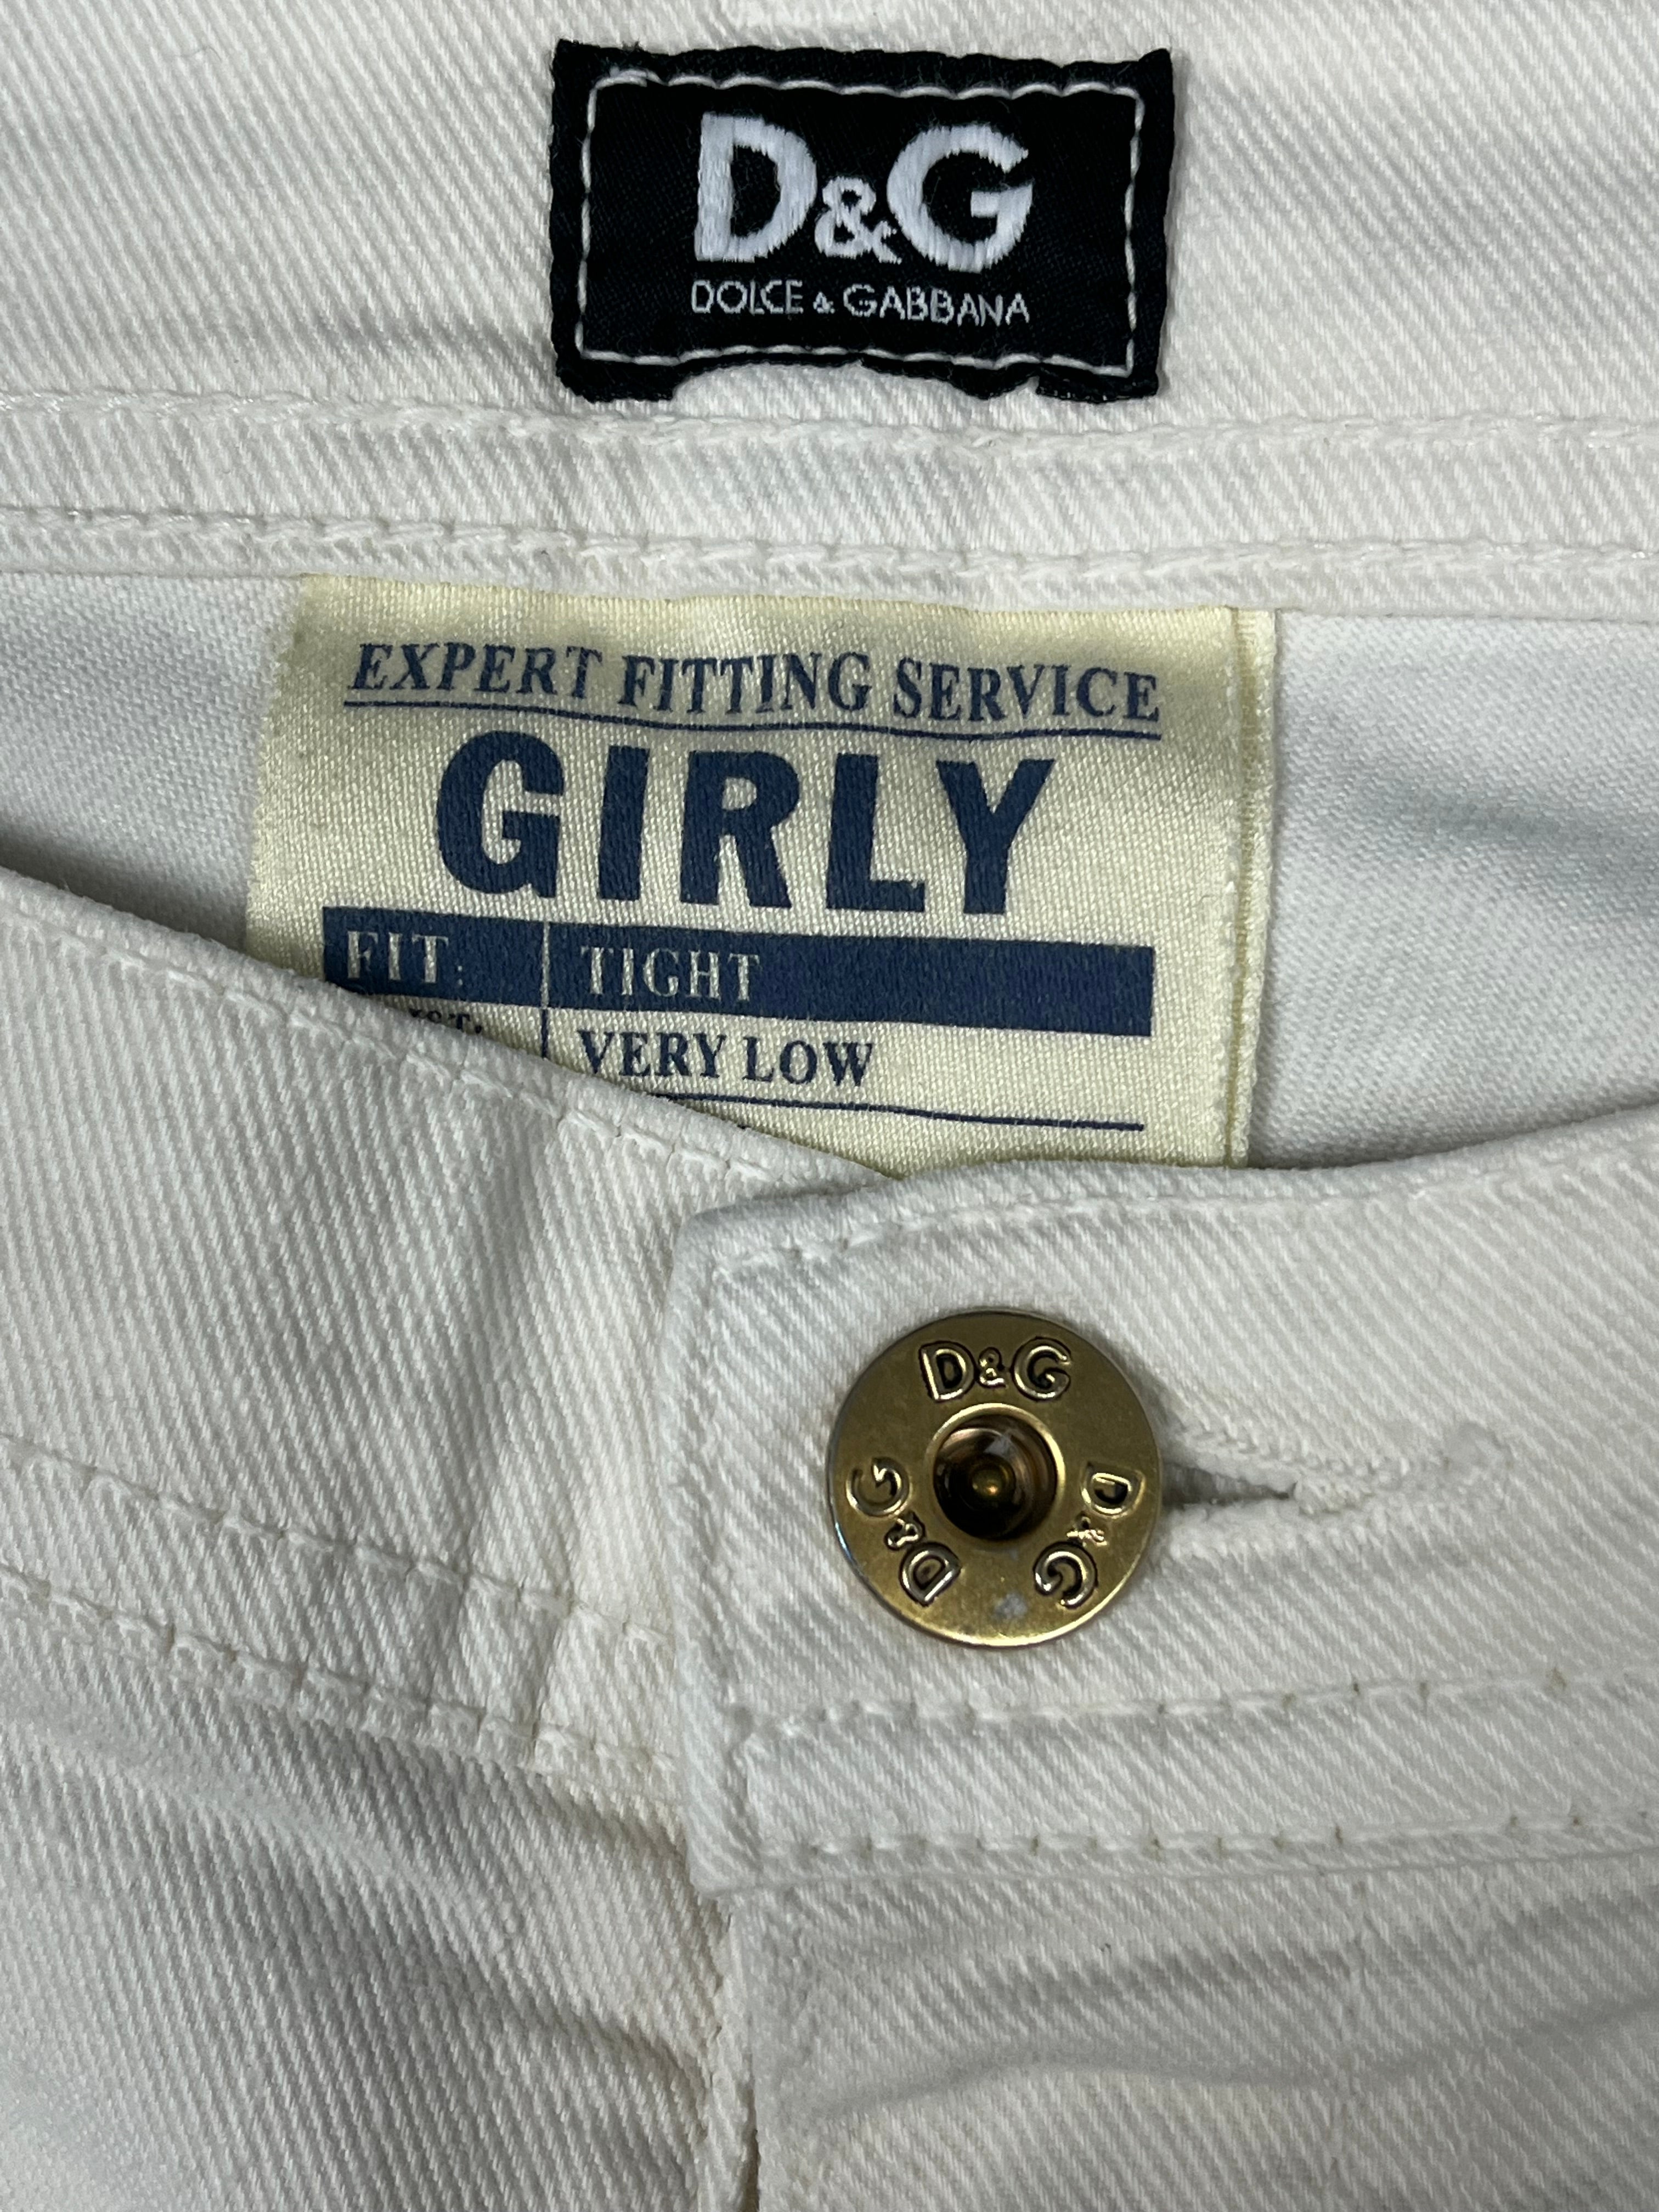 D&G
DOLCE & GABBANA
EXPERT FITTING SERVICE
GIRLY
FIT: TIGHT
VERY LOW
D&G
D&G
D&G